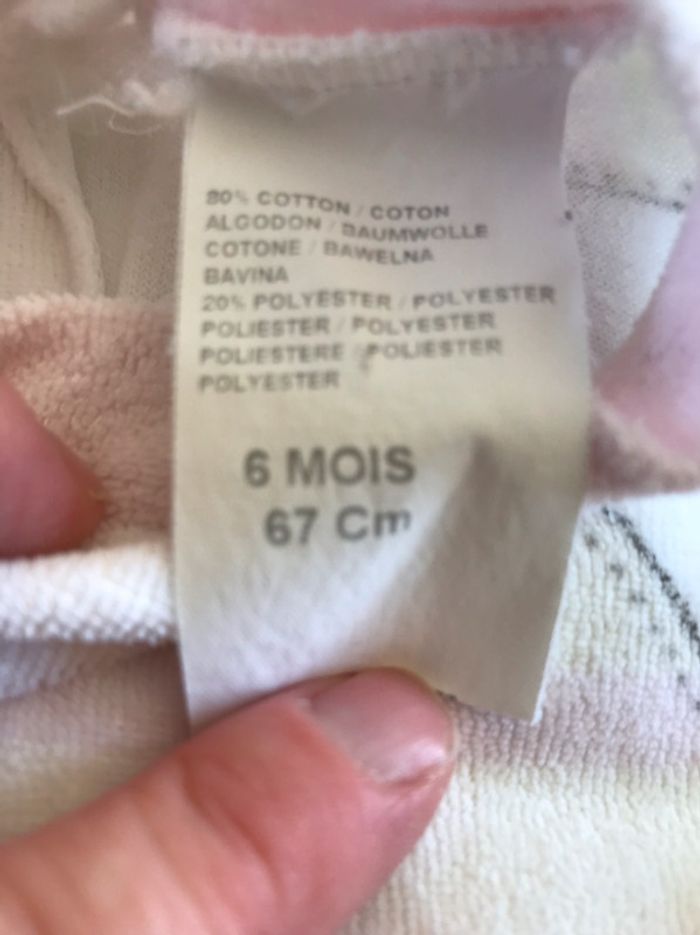 80% COTTON / COTON
ALGODON / BAUMWOLLE
COTONE / BAWELNA
BAVINA
20% POLYESTER / POLYESTER
POLIESTER / POLYESTER
POLIESTERE / POLIESTER
POLYESTER
6 MOIS
67 Cm